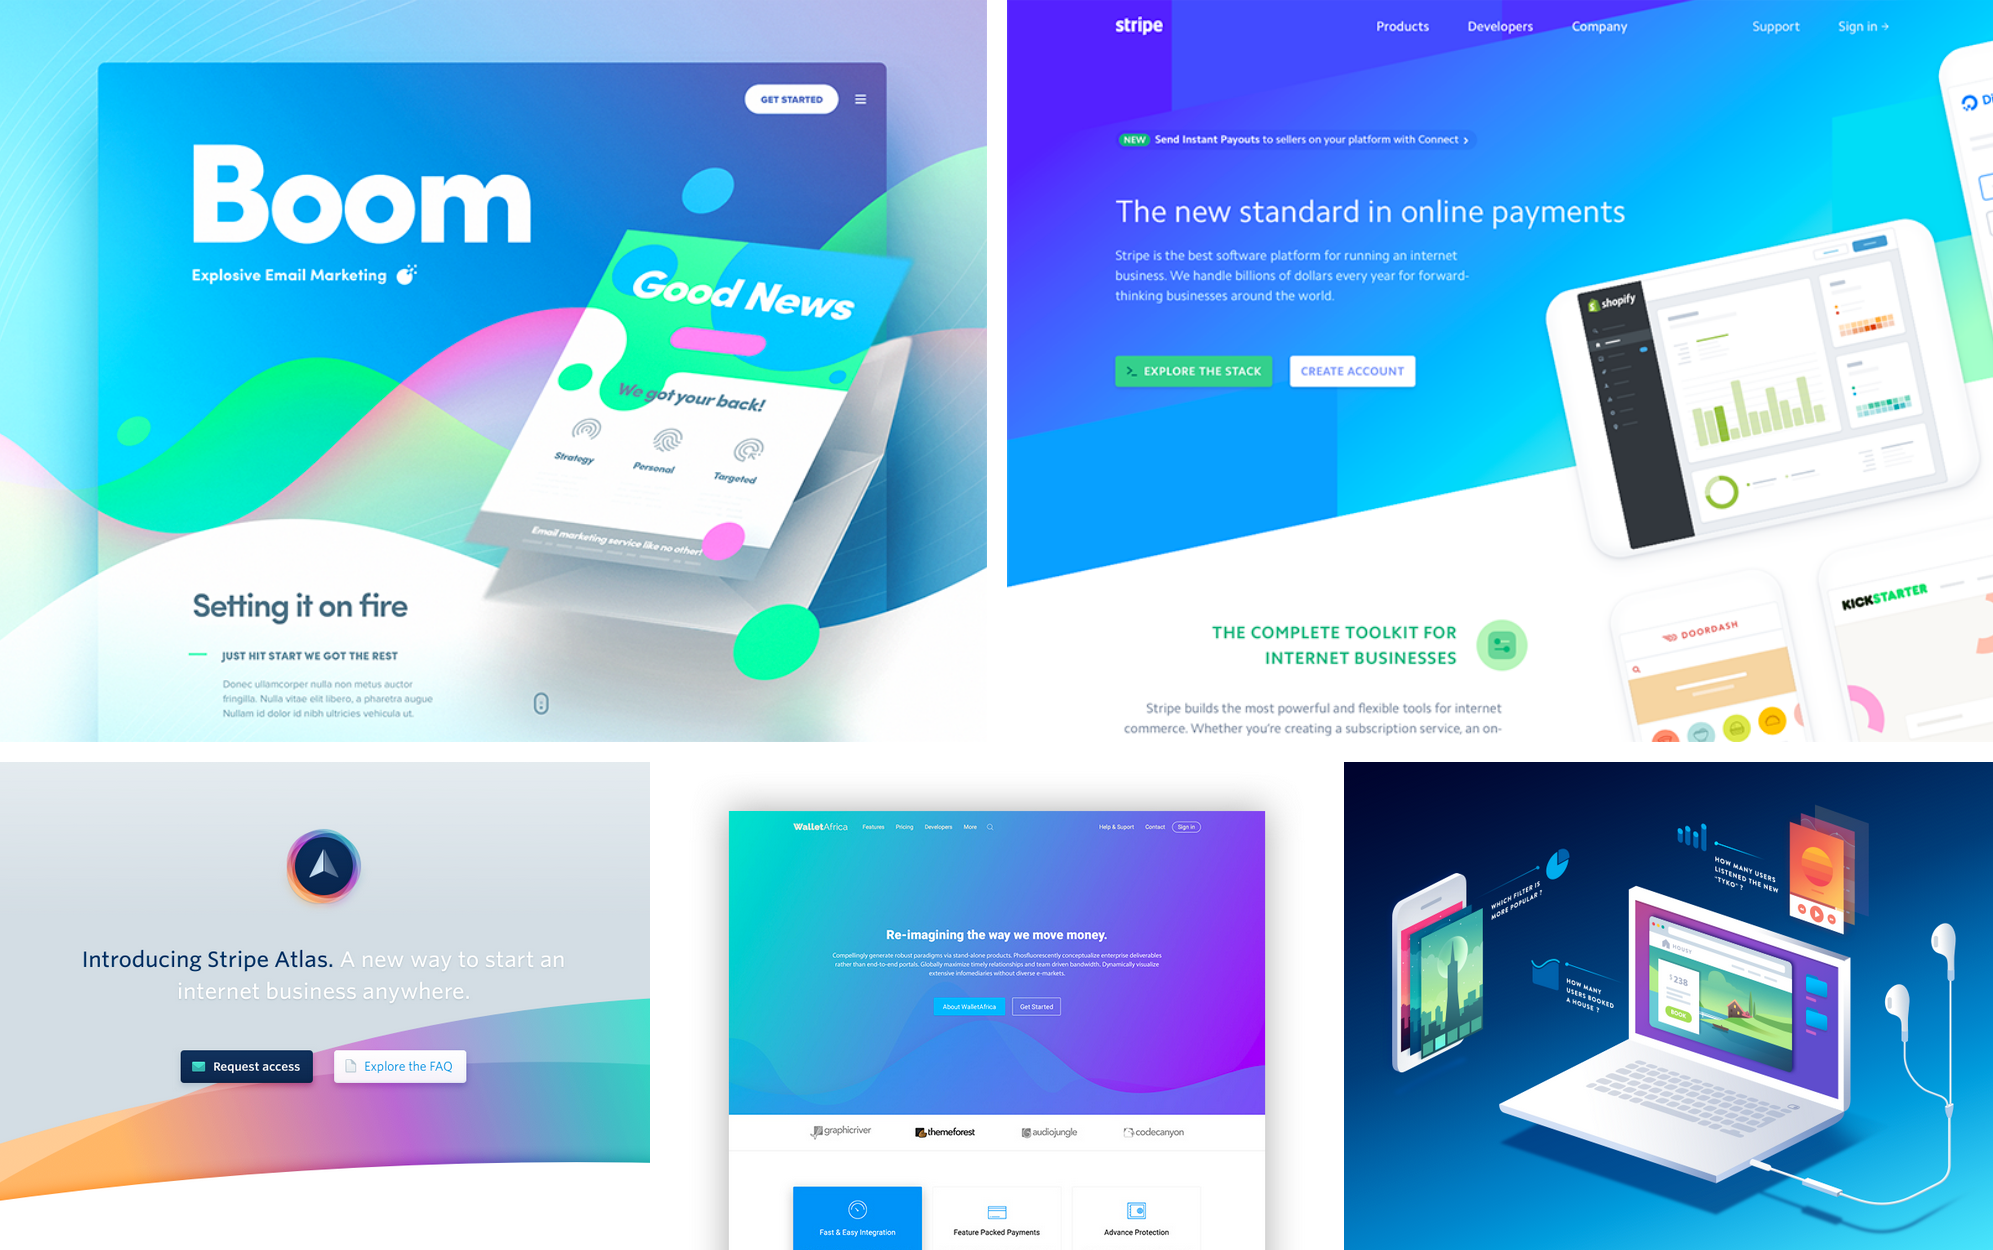 GET STARTED
Boom
Explosive Email Marketing
Good News
We got your back!
Strategy
Personal
Targeted
Email marketing service like no other!
Setting it on fire
JUST HIT START WE GOT THE REST
Donec ullamcorper nulla non metus auctor
fringilla. Nulla vitae elit libero, a pharetra augue
Nullam id dolor id nibh ultricies vehicula ut.
stripe
Products
Developers
Company
Support
Sign in →
NEW Send Instant Payouts to sellers on your platform with Connect
The new standard in online payments
Stripe is the best software platform for running an internet
business. We handle billions of dollars every year for forward-
thinking businesses around the world.
EXPLORE THE STACK
CREATE ACCOUNT
Di
shopify
THE COMPLETE TOOLKIT FOR
INTERNET BUSINESSES
Stripe builds the most powerful and flexible tools for internet
commerce. Whether you're creating a subscription service, an on-
DOORDASH
KICKSTARTER
Introducing Stripe Atlas. A new way to start an
internet business anywhere.
Request access
Explore the FAQ
WalletAfrica
Features
Pricing
Developers
More
Help & Suport
Contact
Sign in
Re-imagining the way we move money.
Compellingly generate robust paradigms via stand-alone products. Phosfluorescently conceptualize enterprise deliverables
rather than end-to-end portals. Globally maximize timely relationships and team driven bandwidth. Dynamically visualize
extensive infomediaries without diverse e-markets.
About WalletAfrica
Get Started
graphicriver
themeforest
audiojungle
codecanyon
Fast & Easy Integration
Feature Packed Payments
Advance Protection
HOW MANY USERS
LISTENED THE NEW
"TYKO" ?
WHICH FILTER IS
MORE POPULAR ?
HOW MANY
USERS BOOKED
A HOUSE ?
HOUSY
$238
BOOK